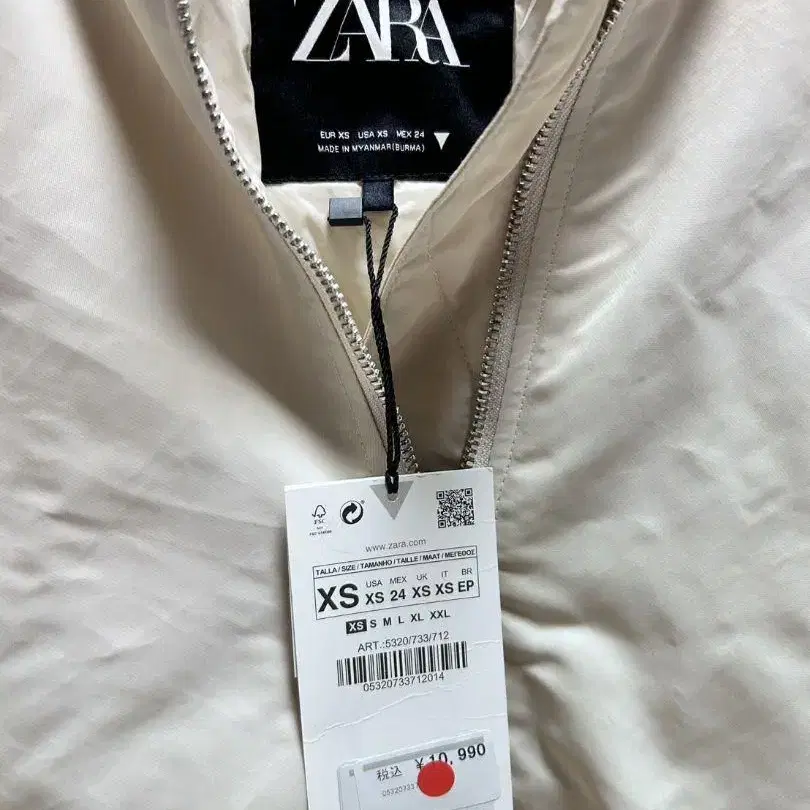 ZARA
EUR XS USA XS MEX 24
MADE IN MYANMAR(BURMA)
FSC
www.zara.com
TALLA/SIZE/TAMANHO/TAILLE/MAAT/ΜΕΓΕΘΟΣ
XS
USA MEX UK IT BR
XS 24 XS XS EP
XS S M L XL XXL
ART.:5320/733/712
05320733712014
税込 ¥10,990
05320733